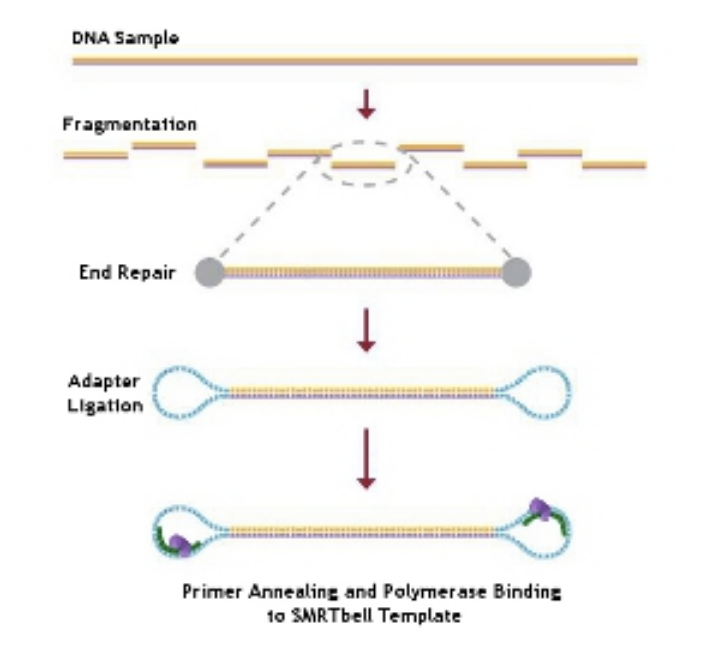 DNA Sample
Fragmentation
End Repair
Adapter
Ligation
Primer Annealing and Polymerase Binding
to SMRTbell Template